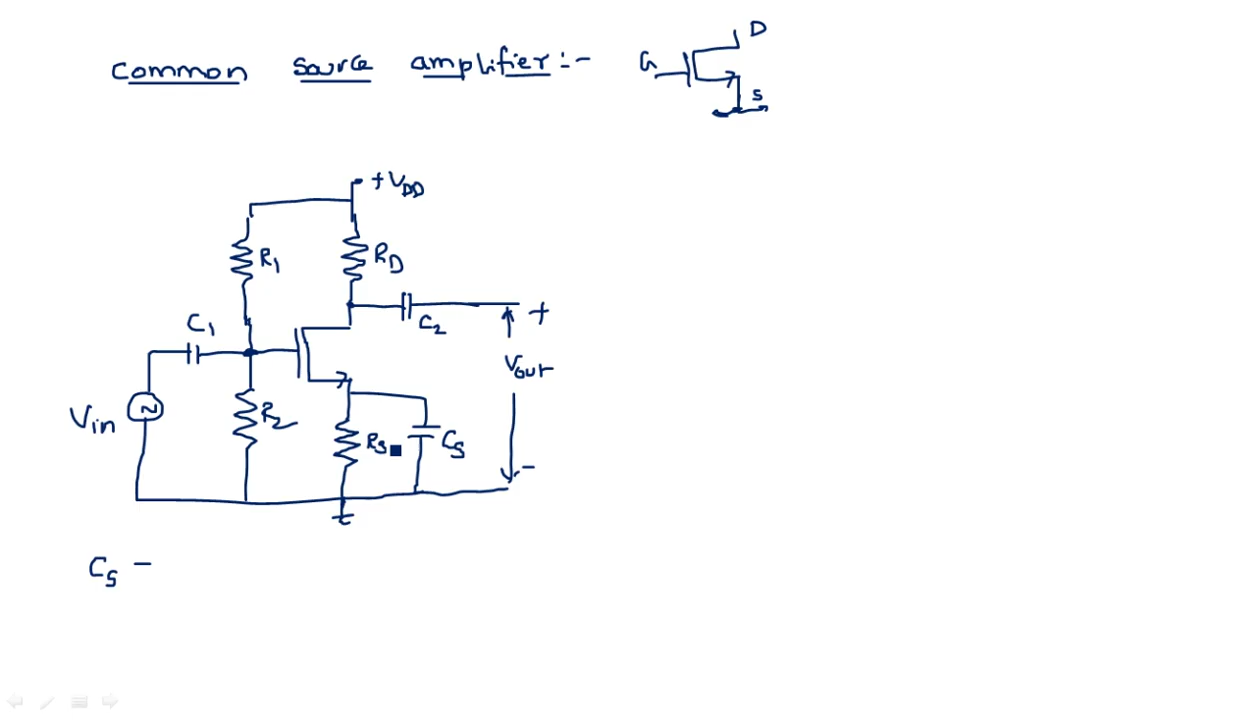 Common source amplifier :-
G
D
S
+VDD
R1
RD
C1
C2
+
Vout
Vin
R2
RS
CS
-
CS -